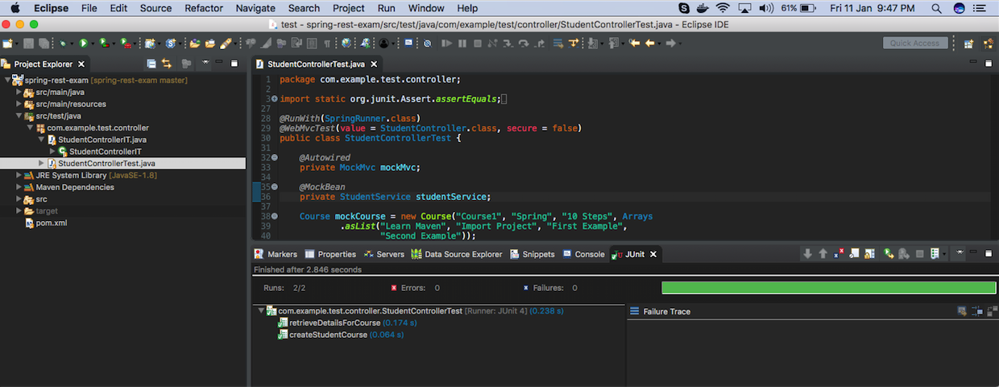 Eclipse File Edit Source Refactor Navigate Search Project Run Window Help 61% Fri 11 Jan 9:47 PM
test - spring-rest-exam/src/test/java/com/example/test/controller/StudentControllerTest.java - Eclipse IDE
Quick Access
Project Explorer
spring-rest-exam [spring-rest-exam master]
src/main/java
src/main/resources
src/test/java
com.example.test.controller
StudentControllerIT.java
StudentControllerIT
StudentControllerTest.java
JRE System Library [JavaSE-1.8]
Maven Dependencies
src
target
pom.xml
StudentControllerTest.java
1 package com.example.test.controller;
2
3 import static org.junit.Assert.assertEquals;
27
28 @RunWith(SpringRunner.class)
29 @WebMvcTest(value = StudentController.class, secure = false)
30 public class StudentControllerTest {
31
32 @Autowired
33 private MockMvc mockMvc;
34
35 @MockBean
36 private StudentService studentService;
37
38 Course mockCourse = new Course("Course1", "Spring", "10 Steps", Arrays
39 .asList("Learn Maven", "Import Project", "First Example",
40 "Second Example"));
Markers Properties Servers Data Source Explorer Snippets Console JUnit
Finished after 2.846 seconds
Runs: 2/2 Errors: 0 Failures: 0
com.example.test.controller.StudentControllerTest [Runner: JUnit 4] (0.238 s)
retrieveDetailsForCourse (0.174 s)
createStudentCourse (0.064 s)
Failure Trace